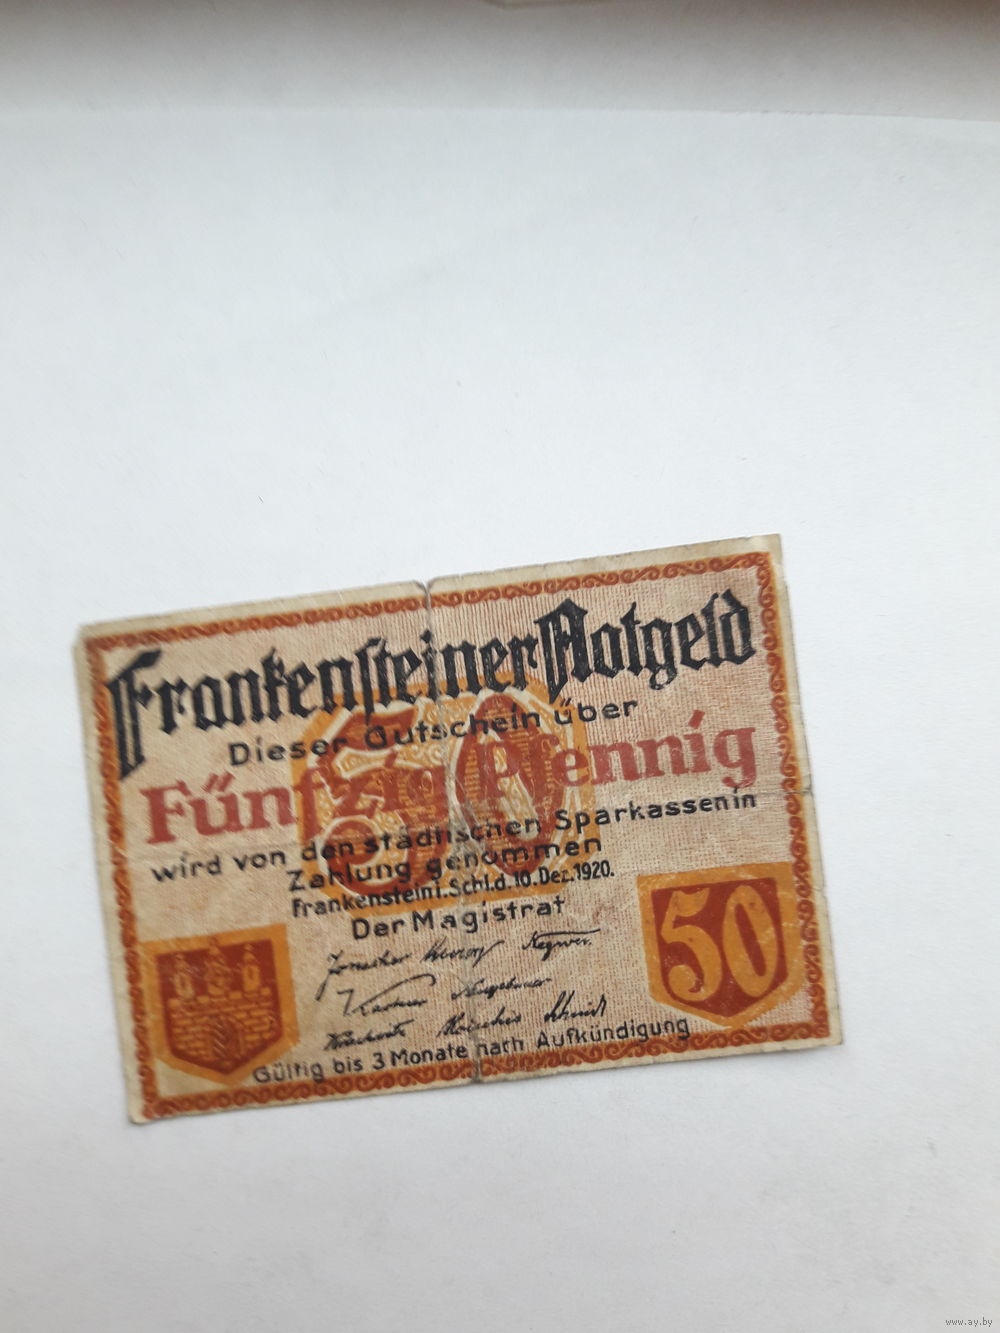 Frankensteiner Notgeld
Dieser Gutschein über
Fünfzig Pfennig
50
wird von den städtischen Sparkassen in
Zahlung genommen
Frankenstein i. Schl. d. 10. Dez. 1920.
Der Magistrat
50
Gültig bis 3 Monate nach Aufkündigung
www.ay.by